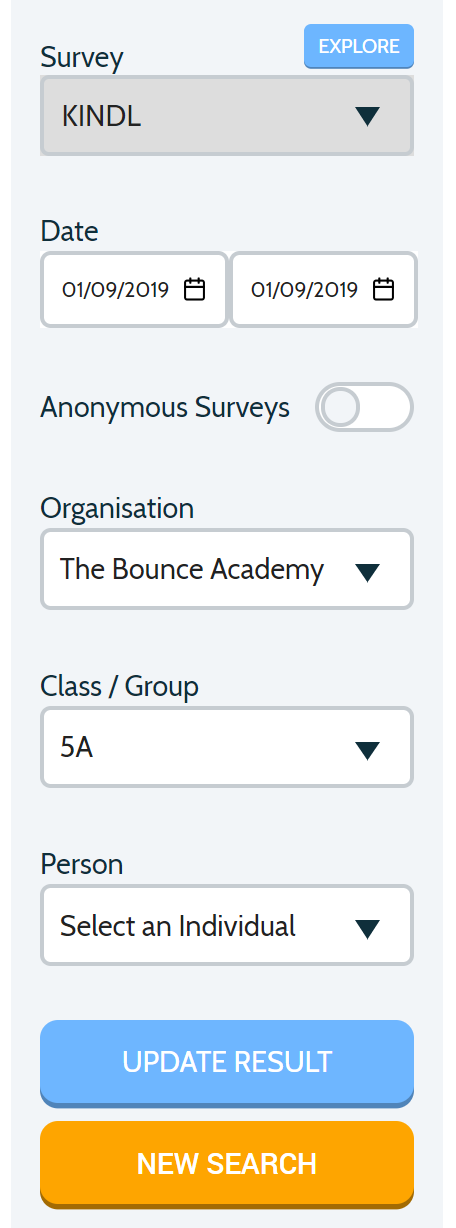 Survey
EXPLORE
KINDL
Date
01/09/2019 01/09/2019
Anonymous Surveys
Organisation
The Bounce Academy
Class / Group
5A
Person
Select an Individual
UPDATE RESULT
NEW SEARCH